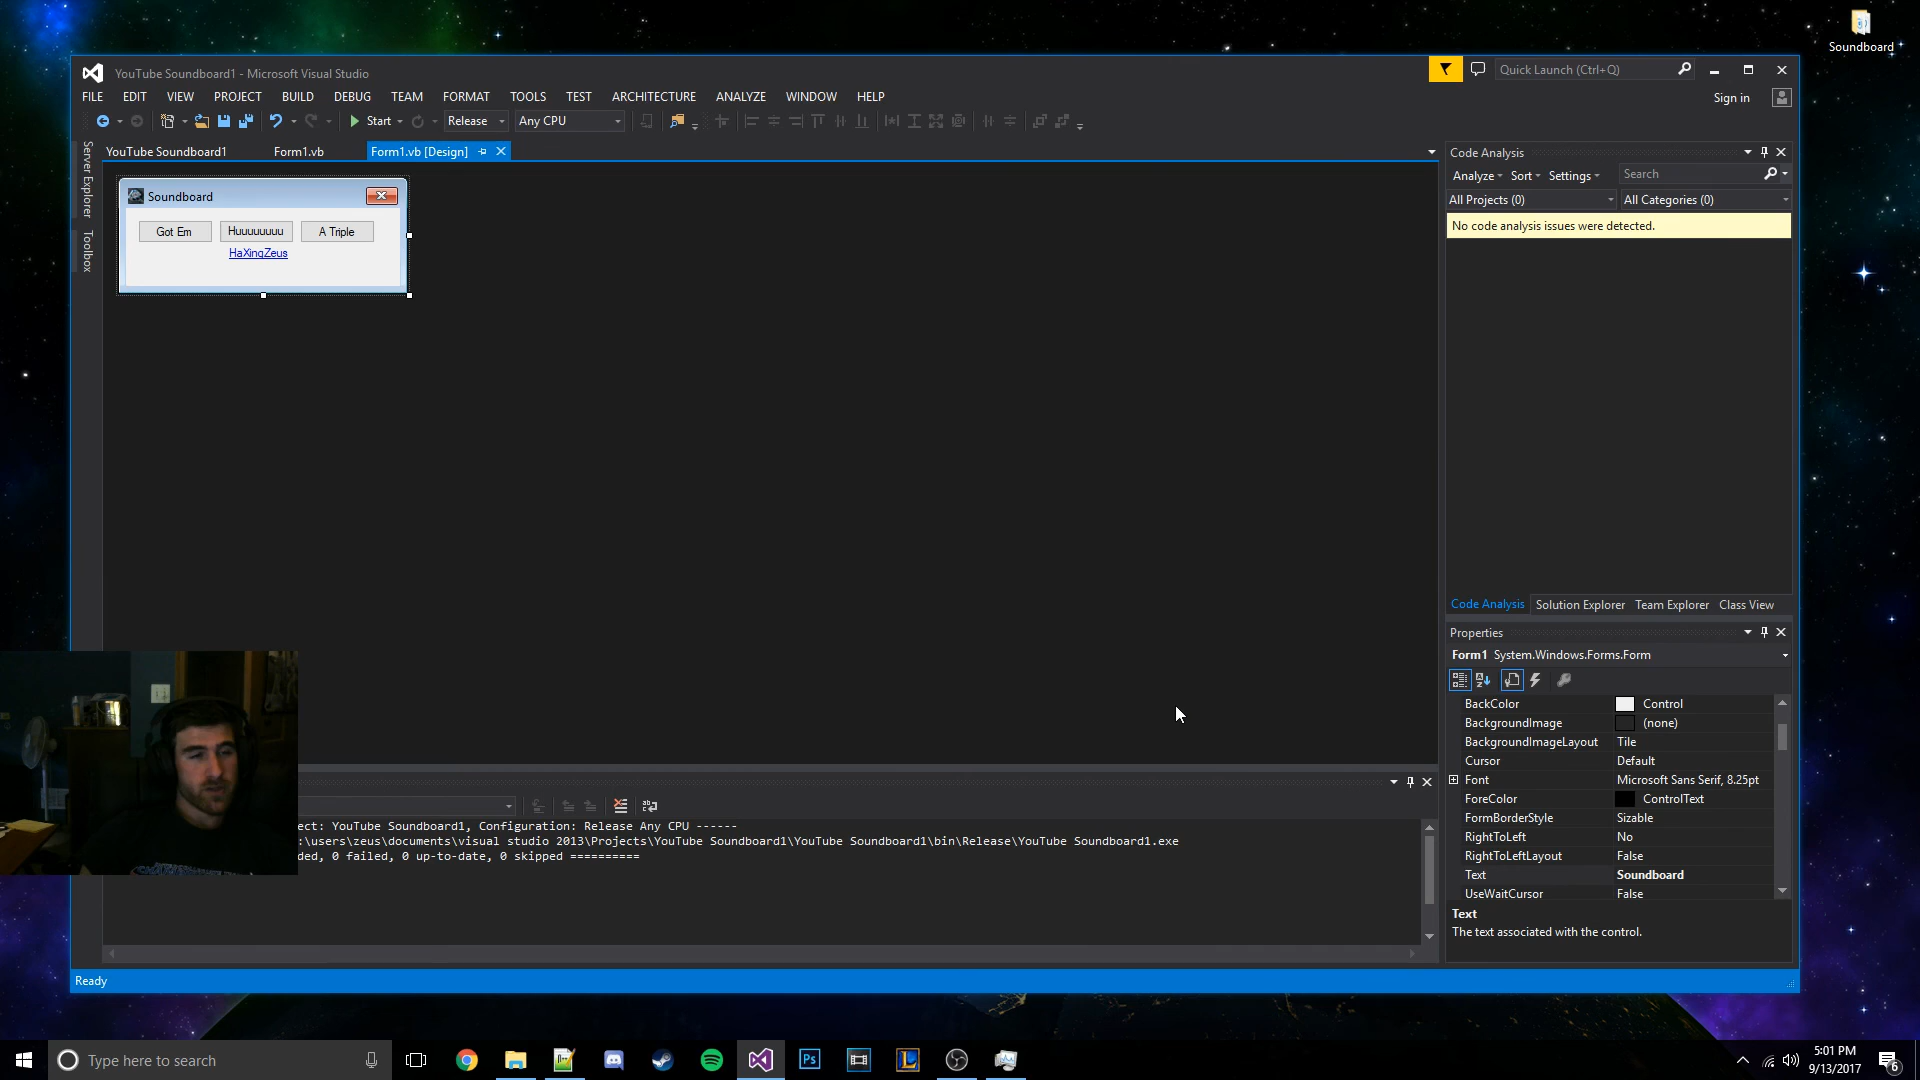 Soundboard
YouTube Soundboard1 - Microsoft Visual Studio
Quick Launch (Ctrl+Q)
FILE EDIT VIEW PROJECT BUILD DEBUG TEAM FORMAT TOOLS TEST ARCHITECTURE ANALYZE WINDOW HELP
Sign in
Start Release Any CPU
Server Explorer
Toolbox
YouTube Soundboard1 Form1.vb Form1.vb [Design]
Soundboard
Got Em Huuuuuuuu A Triple
HaXingZeus
Code Analysis
Analyze Sort Settings Search
All Projects (0) All Categories (0)
No code analysis issues were detected.
Code Analysis Solution Explorer Team Explorer Class View
Properties
Form1 System.Windows.Forms.Form
BackColor Control
BackgroundImage (none)
BackgroundImageLayout Tile
Cursor Default
Font Microsoft Sans Serif, 8.25pt
ForeColor ControlText
FormBorderStyle Sizable
RightToLeft No
RightToLeftLayout False
Text Soundboard
UseWaitCursor False
Text
The text associated with the control.
ect: YouTube Soundboard1, Configuration: Release Any CPU ------
:\users\zeus\documents\visual studio 2013\Projects\YouTube Soundboard1\YouTube Soundboard1\bin\Release\YouTube Soundboard1.exe
ded, 0 failed, 0 up-to-date, 0 skipped ==========
Ready
Type here to search
Ps
5:01 PM
9/13/2017
6